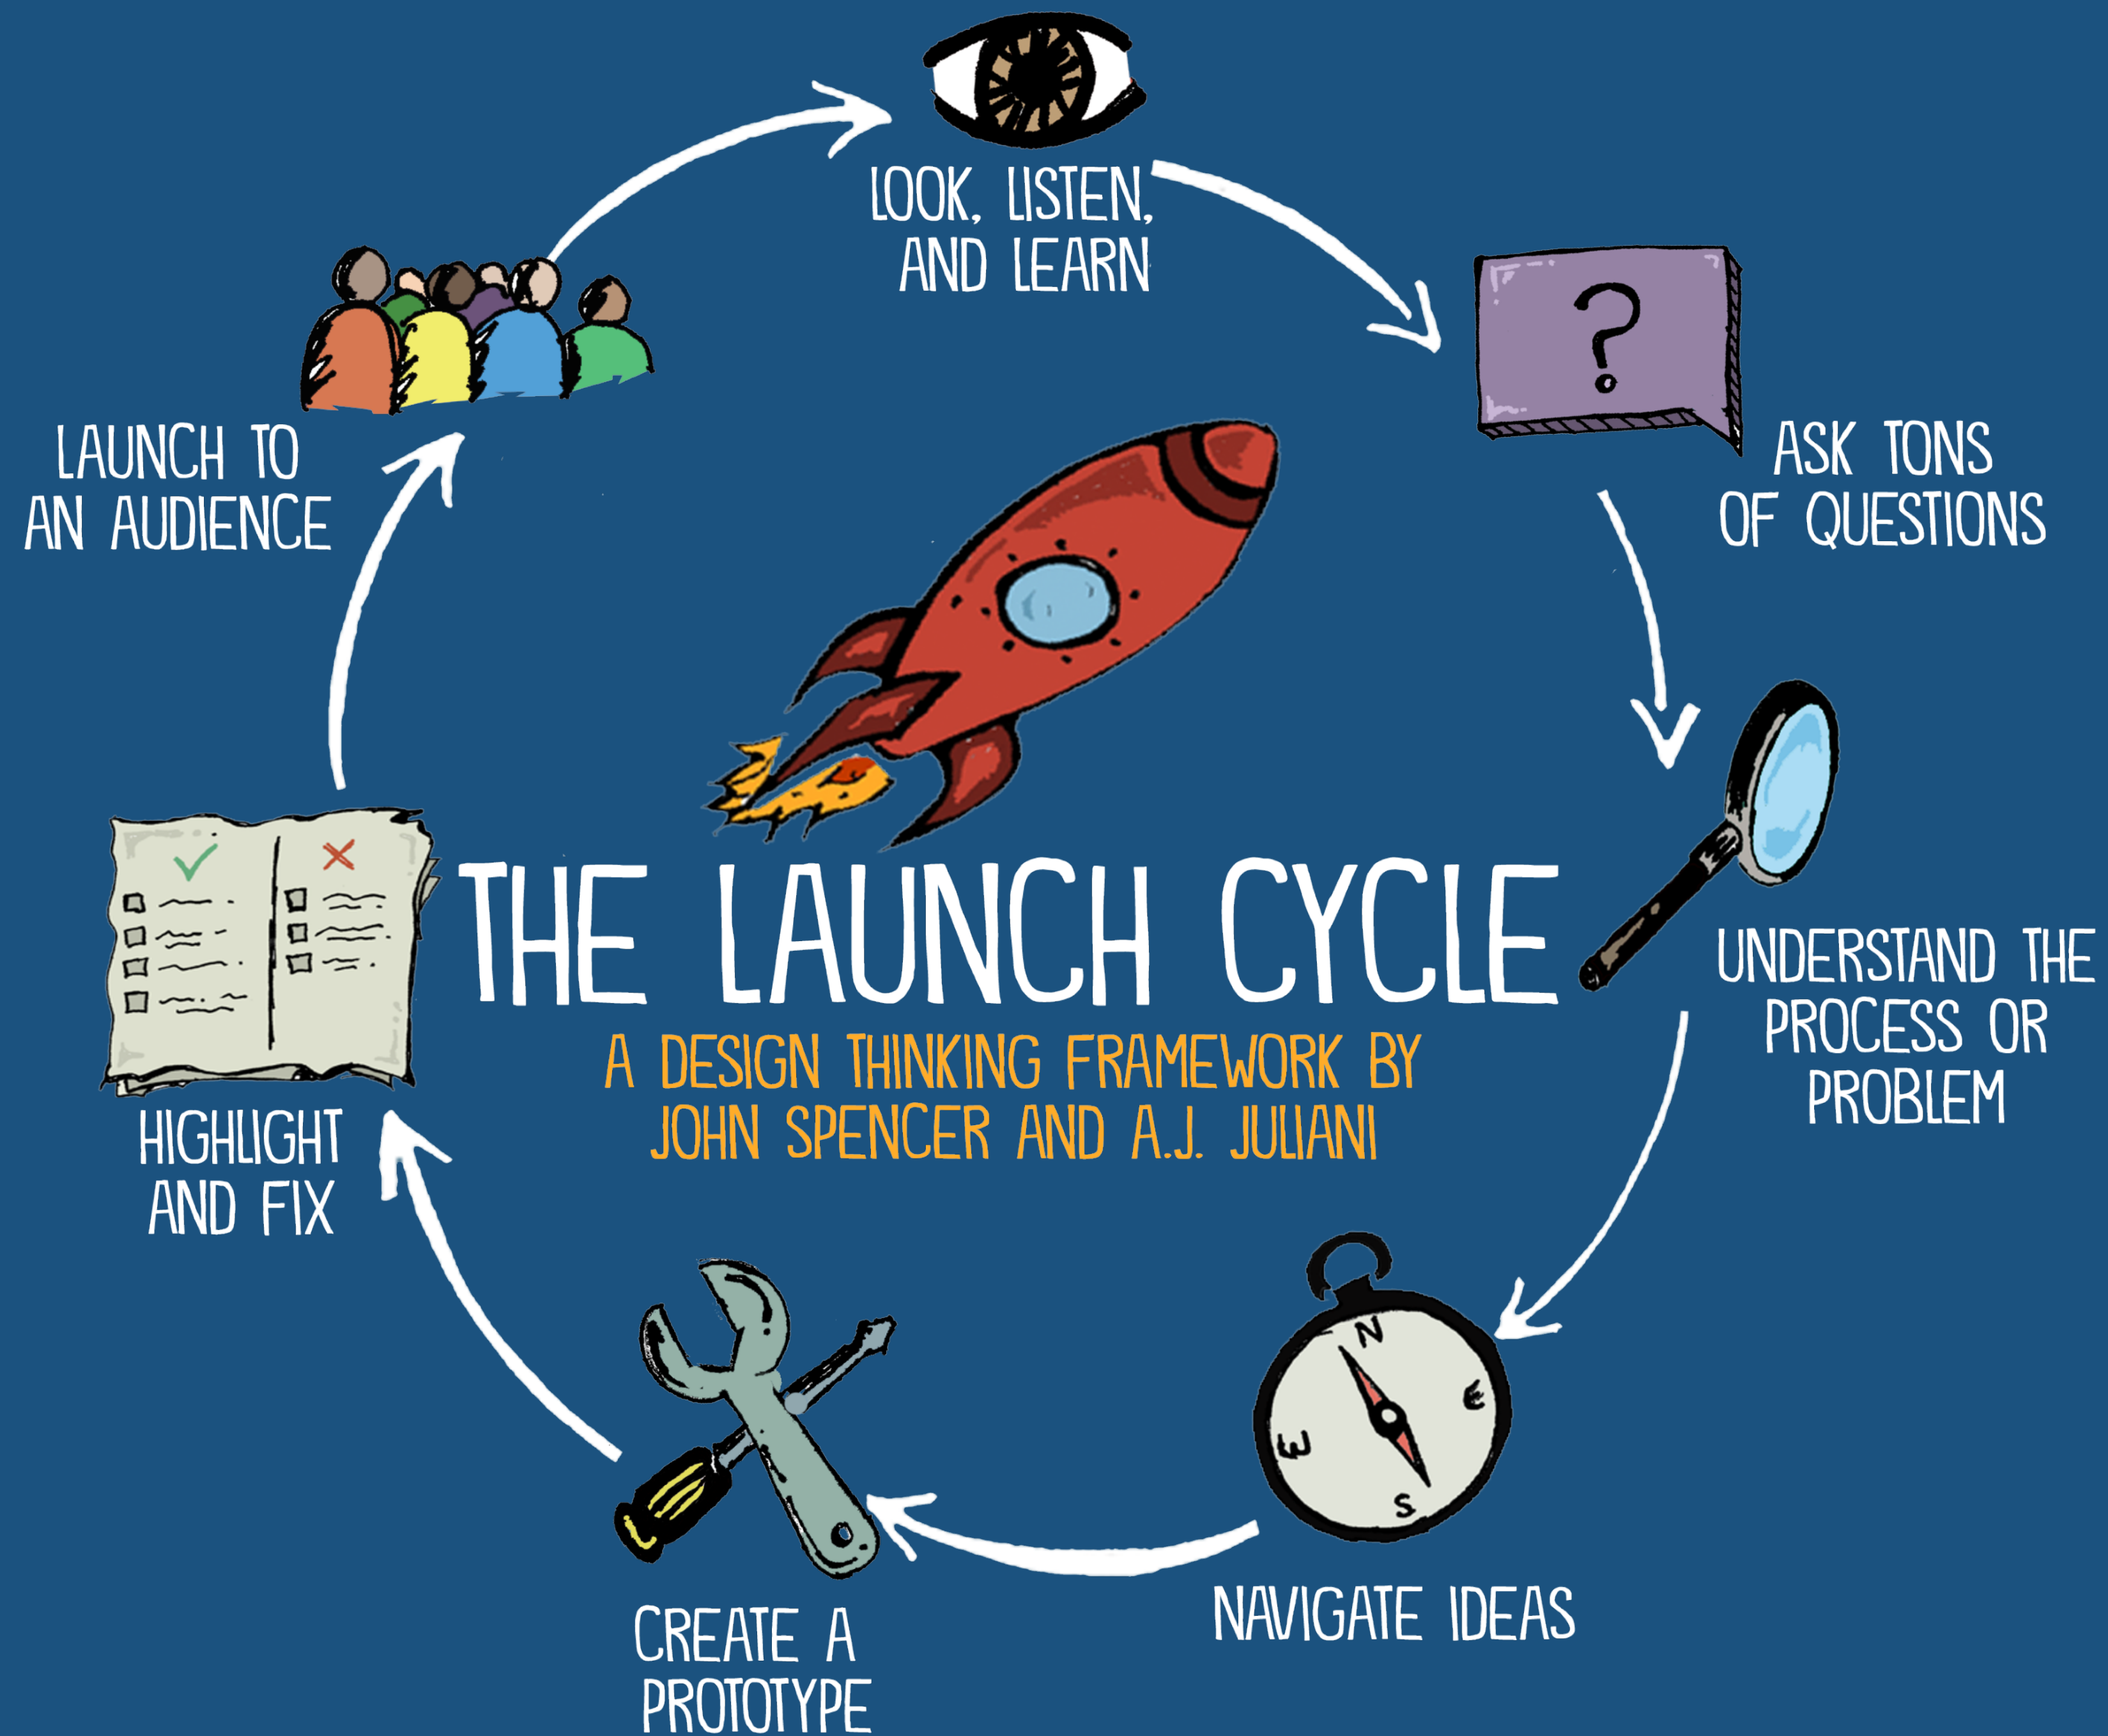 LOOK, LISTEN,
AND LEARN
?
ASK TONS
OF QUESTIONS
UNDERSTAND THE
PROCESS OR
PROBLEM
N
E
W
S
NAVIGATE IDEAS
CREATE A
PROTOTYPE
HIGHLIGHT
AND FIX
LAUNCH TO
AN AUDIENCE
THE LAUNCH CYCLE
A DESIGN THINKING FRAMEWORK BY
JOHN SPENCER AND A.J. JULIANI